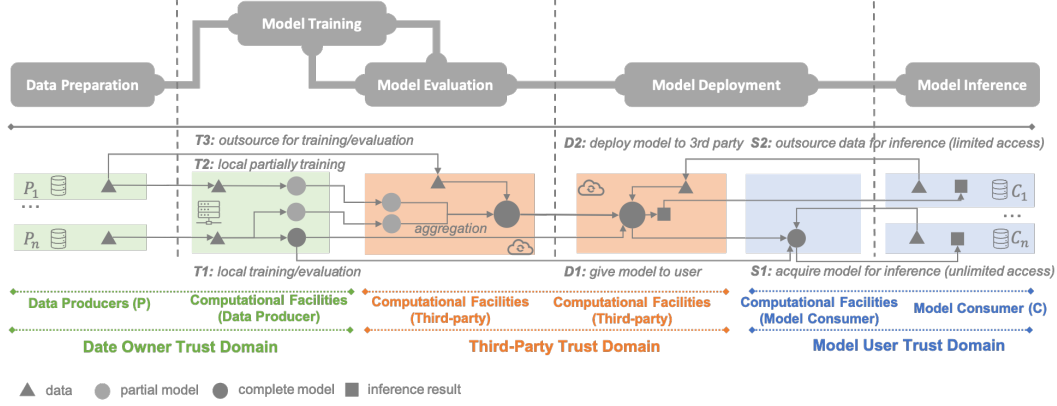 Model Training
Data Preparation
Model Evaluation
Model Deployment
Model Inference
T3: outsource for training/evaluation
D2: deploy model to 3rd party
S2: outsource data for inference (limited access)
T2: local partially training
P1
C1
...
...
Pn
aggregation
Cn
T1: local training/evaluation
D1: give model to user
S1: acquire model for inference (unlimited access)
Data Producers (P)
Computational Facilities
(Data Producer)
Computational Facilities
(Third-party)
Computational Facilities
(Third-party)
Computational Facilities
(Model Consumer)
Model Consumer (C)
Date Owner Trust Domain
Third-Party Trust Domain
Model User Trust Domain
data
partial model
complete model
inference result